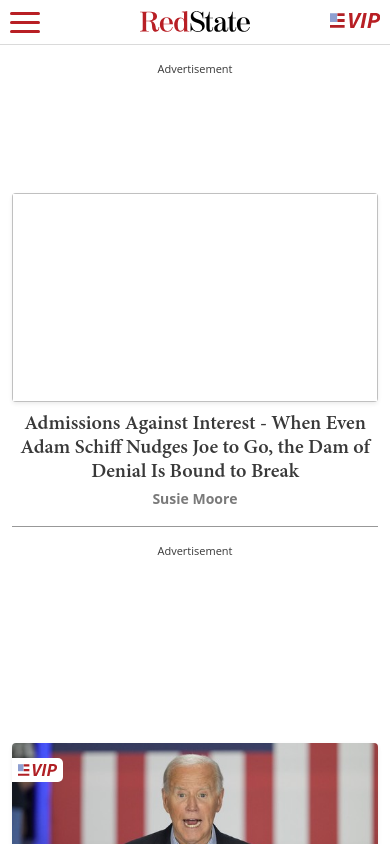 RedState
VIP
Advertisement
Admissions Against Interest - When Even
Adam Schiff Nudges Joe to Go, the Dam of
Denial Is Bound to Break
Susie Moore
Advertisement
VIP